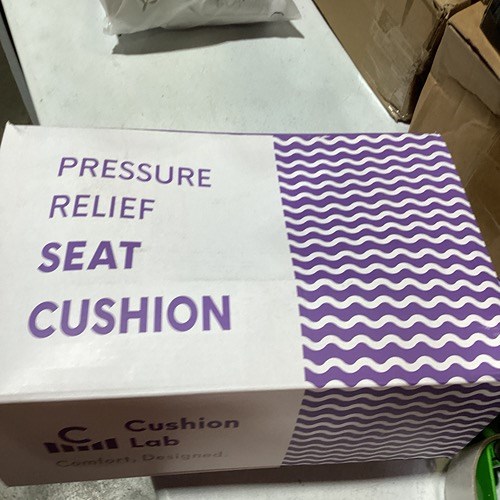 PRESSURE
RELIEF
SEAT
CUSHION
Cushion
Lab
Comfort, Designed.